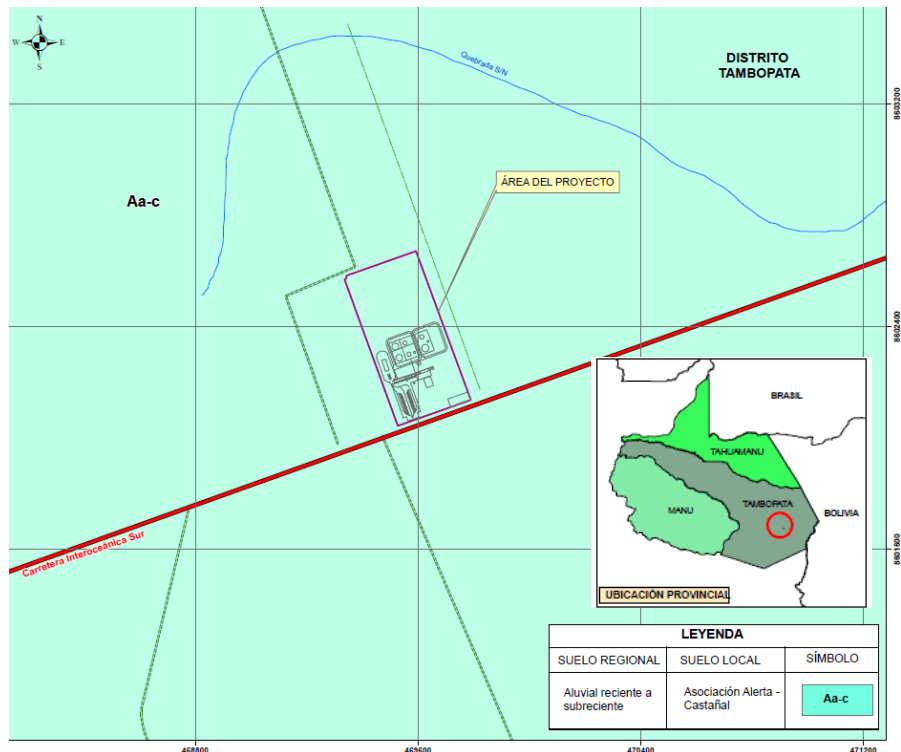 N
W E
S
Quebrada S/N
DISTRITO
TAMBOPATA
8603200
ÁREA DEL PROYECTO
Aa-c
8602400
BRASIL
TAHUAMANU
TAMBOPATA
MANU
BOLIVIA
UBICACIÓN PROVINCIAL
8601600
Carretera Interoceánica Sur
LEYENDA
SUELO REGIONAL SUELO LOCAL SÍMBOLO
Aluvial reciente a
subreciente
Asociación Alerta -
Castañal
Aa-c
468800 469600 470400 471200